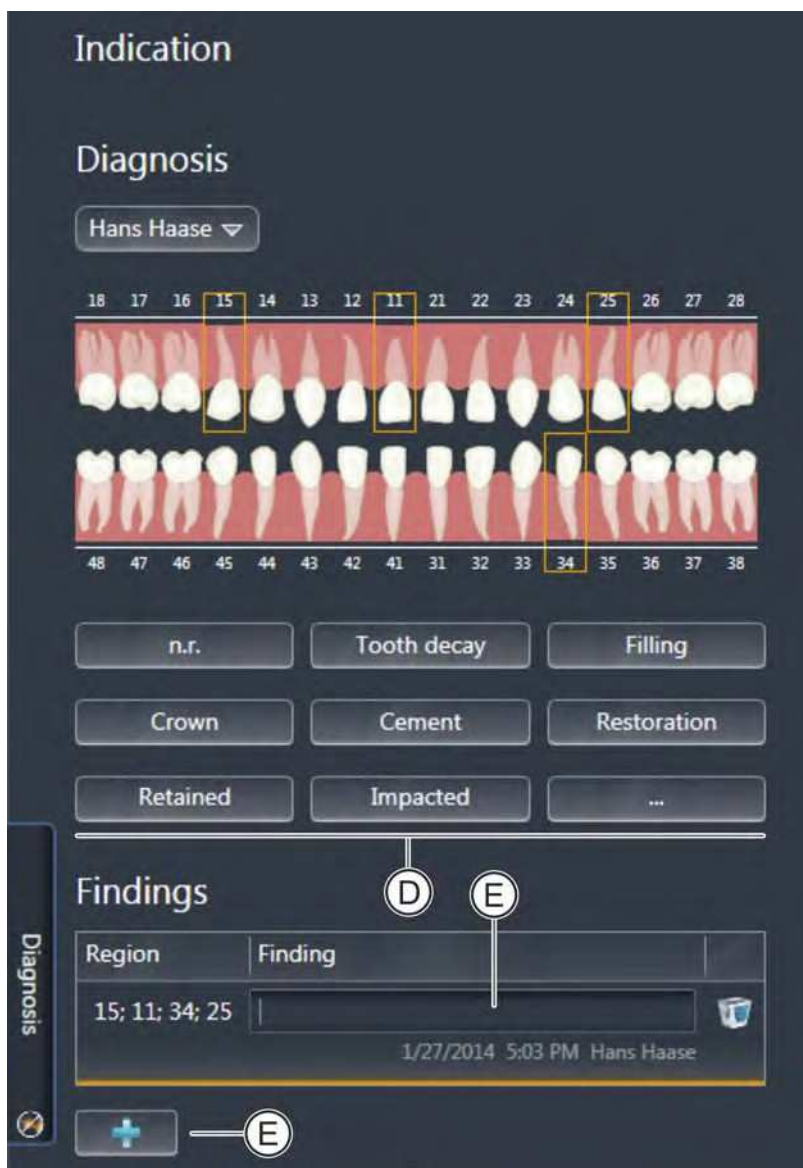 Indication
Diagnosis
Hans Haase
18 17 16 15 14 13 12 11 21 22 23 24 25 26 27 28
48 47 46 45 44 43 42 41 31 32 33 34 35 36 37 38
n.r. Tooth decay Filling
Crown Cement Restoration
Retained Impacted ...
D
E
Findings
Region Finding
15; 11; 34; 25
1/27/2014 5:03 PM Hans Haase
Diagnosis
E